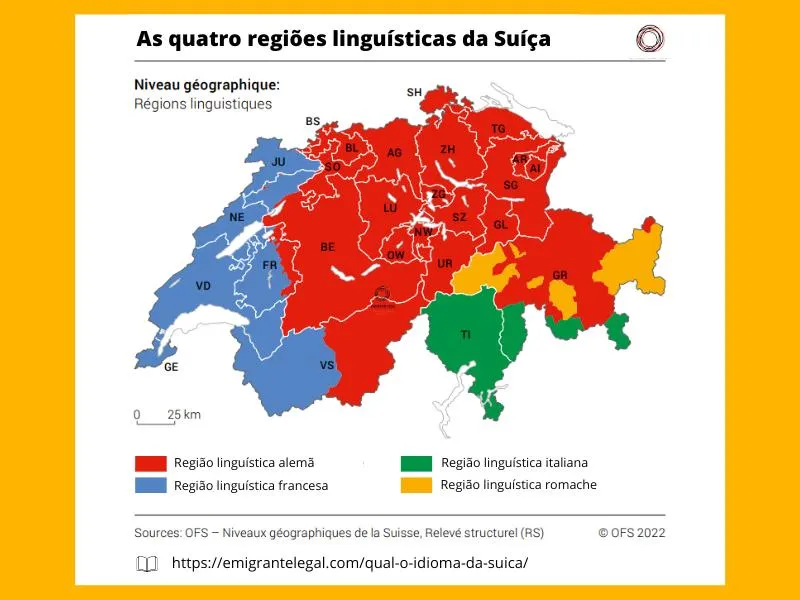 As quatro regiões linguísticas da Suíça
Niveau géographique:
Régions linguistiques
SH
BS
TG
BL
AG
ZH
AR
JU
SO
AI
SG
ZG
LU
NE
SZ
GL
NW
BE
OW
FR
UR
GR
VD
TI
VS
GE
0 25 km
Região linguística alemã
Região linguística italiana
Região linguística francesa
Região linguística romache
Sources: OFS – Niveaux géographiques de la Suisse, Relevé structurel (RS) © OFS 2022
https://emigrantelegal.com/qual-o-idioma-da-suica/